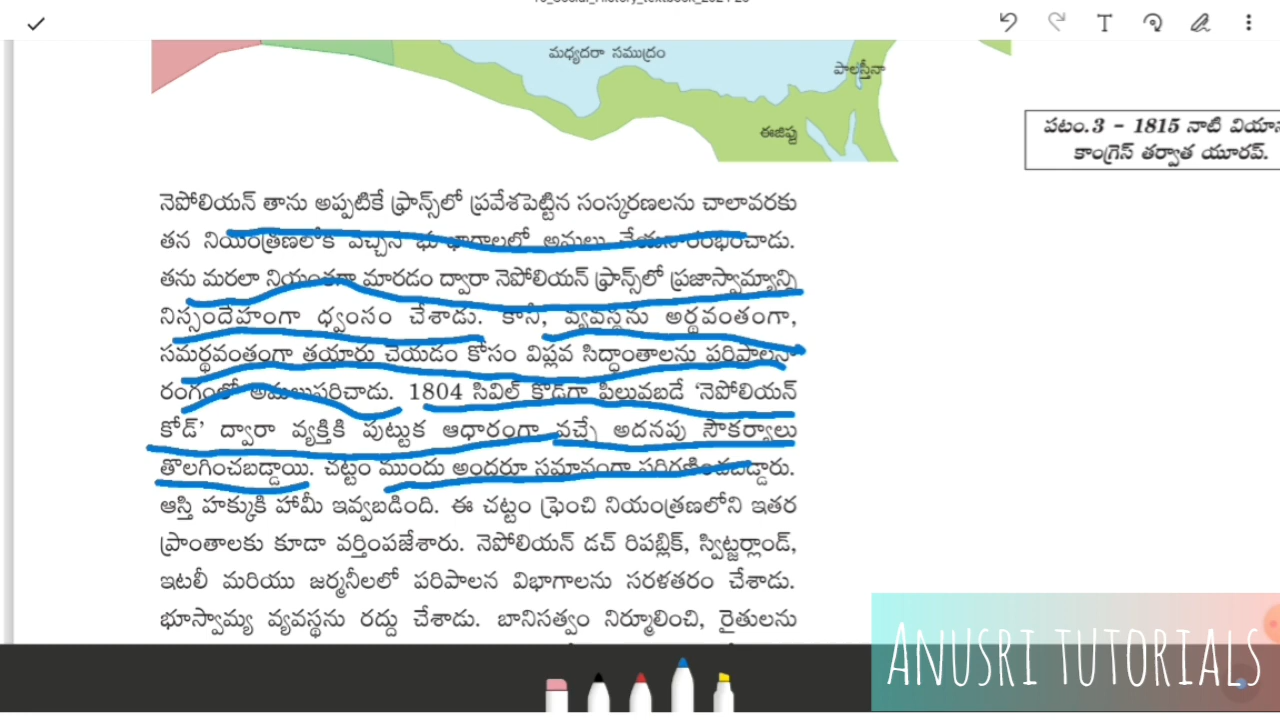 మధ్యదరా సముద్రం
పాలస్తీనా
ఈజిప్టు
పటం.3 - 1815 నాటి
కాంగ్రెస్ తర్వాత యూరప్.
నెపోలియన్ తాను అప్పటికే ఫ్రాన్స్‌లో ప్రవేశపెట్టిన సంస్కరణలను చాలావరకు
తన నియంత్రణలోకి వచ్చిన భూ భాగాలలో అమలు చేయనారంభించాడు.
తను మరలా నియంతగా మారడం ద్వారా నెపోలియన్ ఫ్రాన్స్‌లో ప్రజాస్వామ్యాన్ని
నిస్సందేహంగా ధ్వంసం చేశాడు. కానీ, వ్యవస్థను అర్థవంతంగా,
సమర్థవంతంగా తయారు చేయడం కోసం విప్లవ సిద్ధాంతాలను పరిపాలనా
రంగంలో అమలుపరిచాడు. 1804 సివిల్ కోడ్‌గా పిలువబడే ‘నెపోలియన్
కోడ్’ ద్వారా వ్యక్తికి పుట్టుక ఆధారంగా వచ్చే అదనపు సౌకర్యాలు
తొలగించబడ్డాయి. చట్టం ముందు అందరూ సమానంగా పరిగణించబడ్డారు.
ఆస్తి హక్కుకి హామీ ఇవ్వబడింది. ఈ చట్టం ఫ్రెంచి నియంత్రణలోని ఇతర
ప్రాంతాలకు కూడా వర్తింపజేశారు. నెపోలియన్ డచ్ రిపబ్లిక్, స్విట్జర్లాండ్,
ఇటలీ మరియు జర్మనీలలో పరిపాలన విభాగాలను సరళతరం చేశాడు.
భూస్వామ్య వ్యవస్థను రద్దు చేశాడు. బానిసత్వం నిర్మూలించి, రైతులను
ANUSRI TUTORIALS